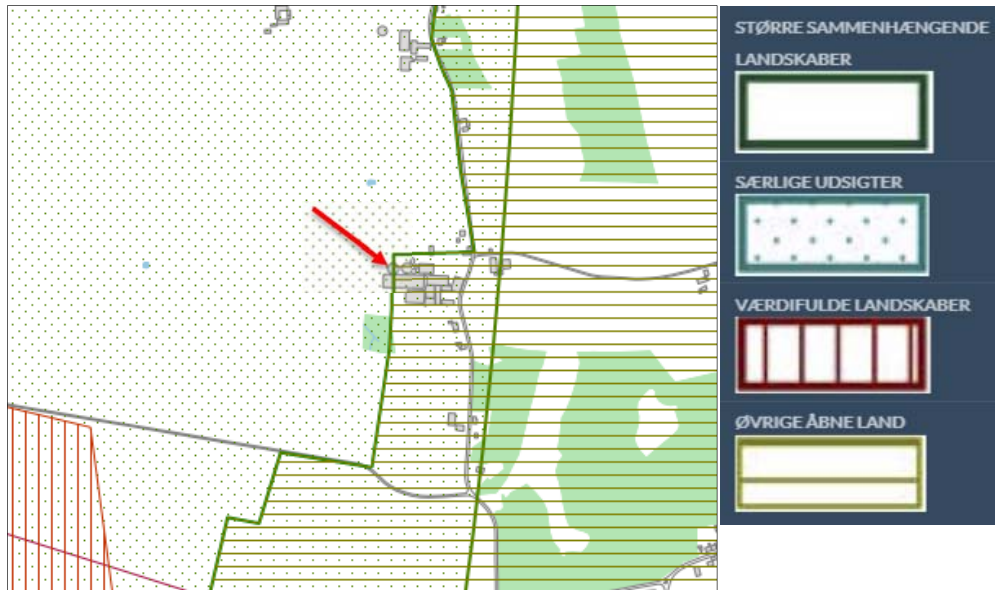 STØRRE SAMMENHÆNGENDE
LANDSKABER
SÆRLIGE UDSIGTER
VÆRDIFULDE LANDSKABER
ØVRIGE ÅBNE LAND